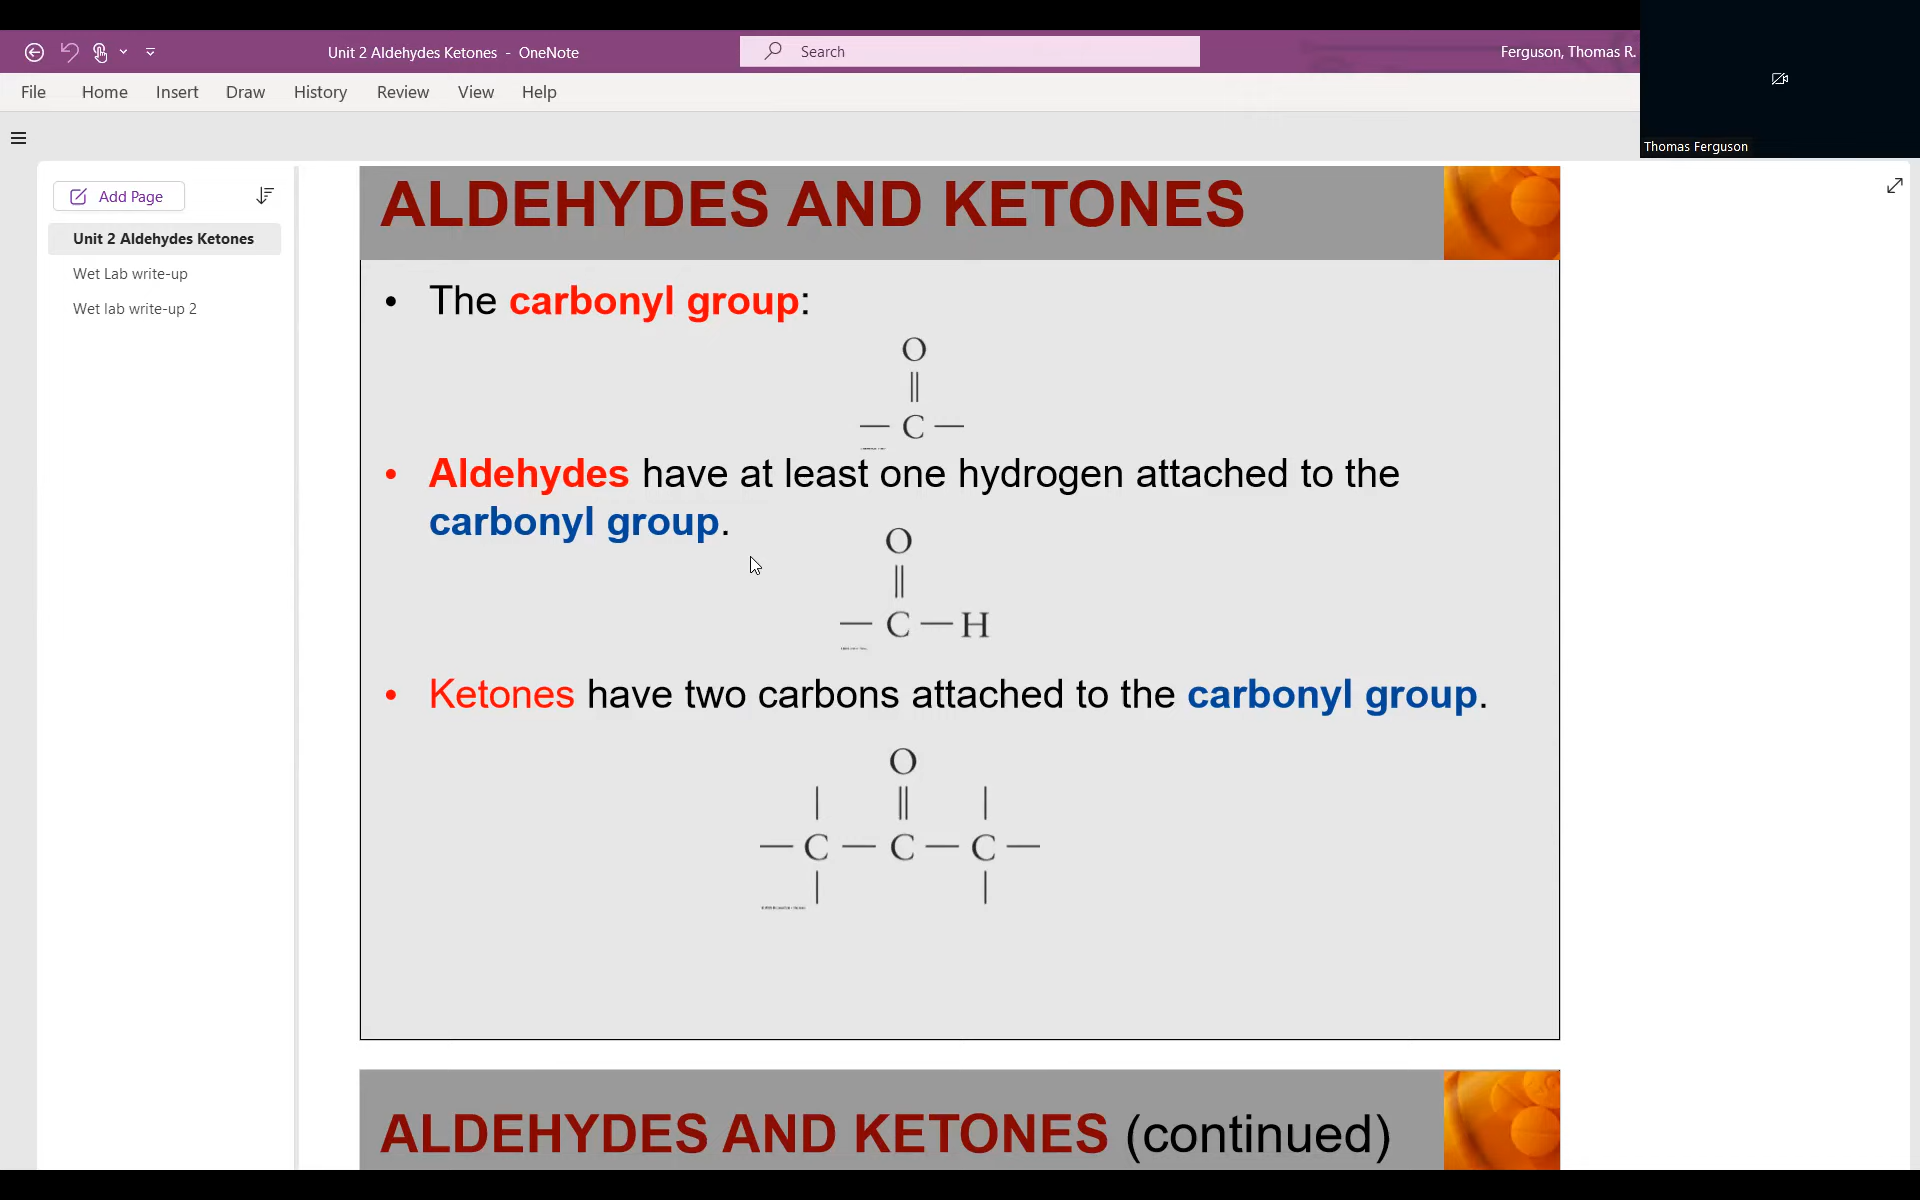 Unit 2 Aldehydes Ketones - OneNote
Search
Ferguson, Thomas R.
File Home Insert Draw History Review View Help
Thomas Ferguson
Add Page
Unit 2 Aldehydes Ketones
Wet Lab write-up
Wet lab write-up 2
ALDEHYDES AND KETONES
• The carbonyl group:
O
— C —
• Aldehydes have at least one hydrogen attached to the
carbonyl group.
O
— C — H
• Ketones have two carbons attached to the carbonyl group.
O
— C — C — C —
ALDEHYDES AND KETONES (continued)